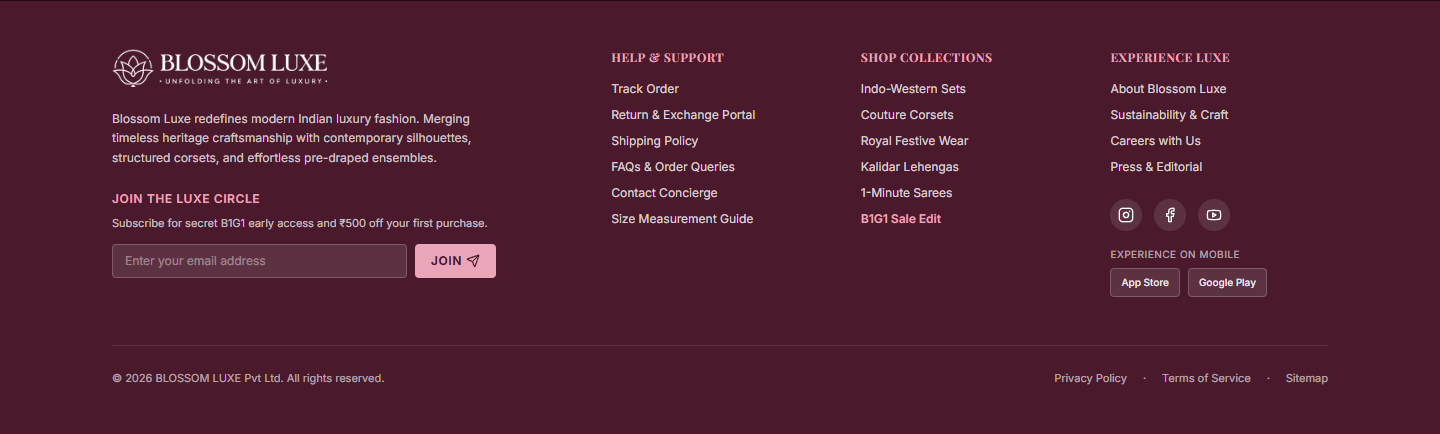 BLOSSOM LUXE
• UNFOLDING THE ART OF LUXURY •
Blossom Luxe redefines modern Indian luxury fashion. Merging
timeless heritage craftsmanship with contemporary silhouettes,
structured corsets, and effortless pre-draped ensembles.
JOIN THE LUXE CIRCLE
Subscribe for secret B1G1 early access and ₹500 off your first purchase.
Enter your email address
JOIN
HELP & SUPPORT
Track Order
Return & Exchange Portal
Shipping Policy
FAQs & Order Queries
Contact Concierge
Size Measurement Guide
SHOP COLLECTIONS
Indo-Western Sets
Couture Corsets
Royal Festive Wear
Kalidar Lehengas
1-Minute Sarees
B1G1 Sale Edit
EXPERIENCE LUXE
About Blossom Luxe
Sustainability & Craft
Careers with Us
Press & Editorial
EXPERIENCE ON MOBILE
App Store
Google Play
© 2026 BLOSSOM LUXE Pvt Ltd. All rights reserved.
Privacy Policy · Terms of Service · Sitemap